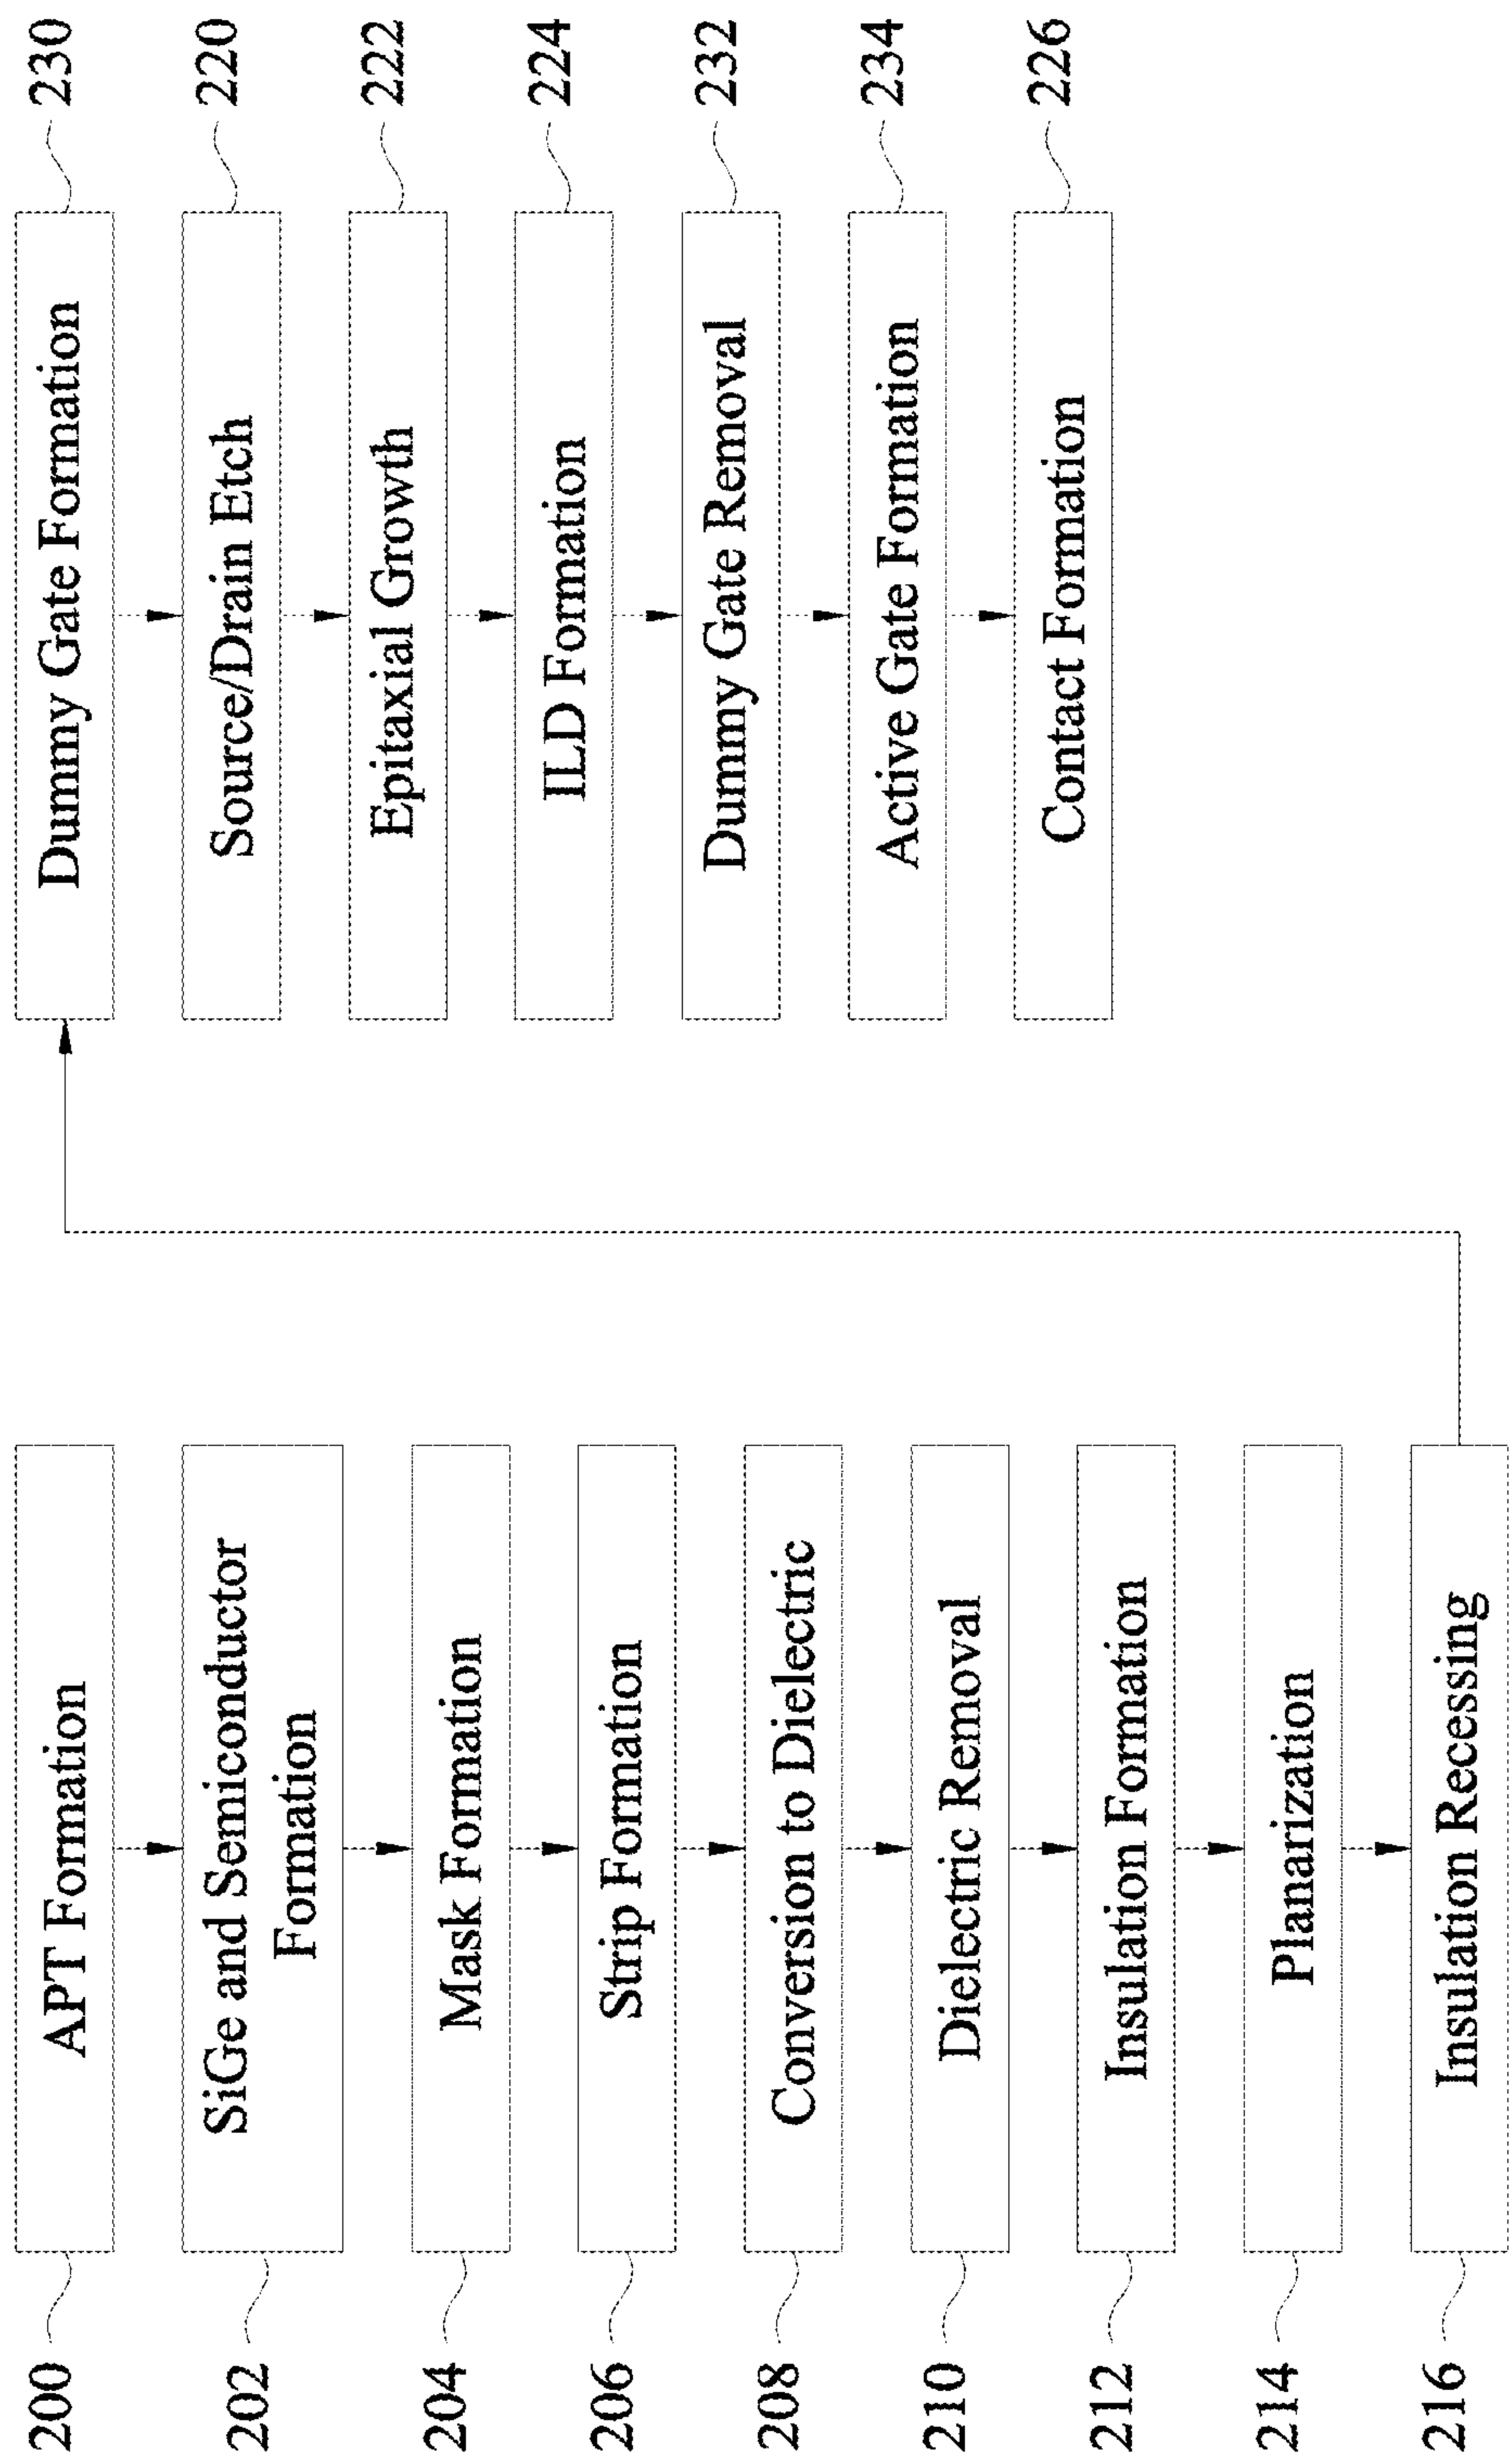 200
APT Formation
202
SiGe and Semiconductor
Formation
204
Mask Formation
206
Strip Formation
208
Conversion to Dielectric
210
Dielectric Removal
212
Insulation Formation
214
Planarization
216
Insulation Recessing
Dummy Gate Formation
230
Source/Drain Etch
220
Epitaxial Growth
222
ILD Formation
224
Dummy Gate Removal
232
Active Gate Formation
234
Contact Formation
226